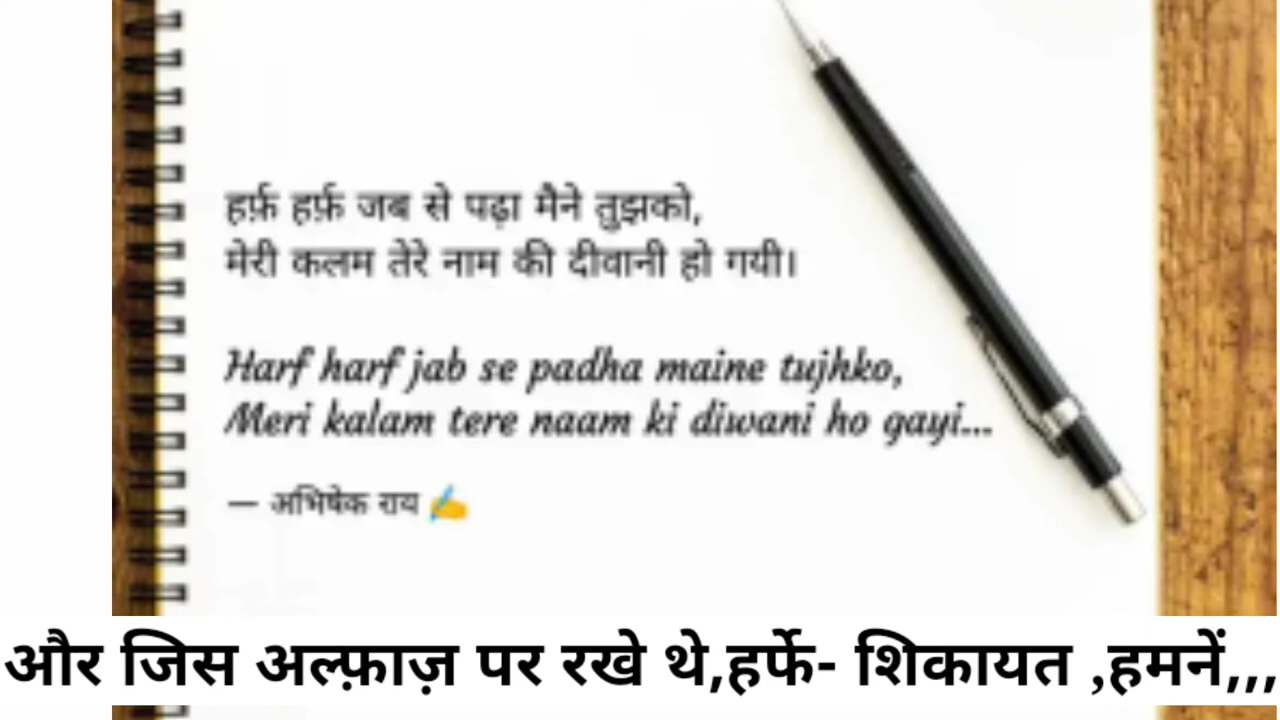 हर्फ़ हर्फ़ जब से पढ़ा मैने तुझको,
मेरी कलम तेरे नाम की दीवानी हो गयी।
Harf harf jab se padha maine tujhko,
Meri kalam tere naam ki diwani ho gayi...
— अभिषेक राय ✍️
और जिस अल्फ़ाज़ पर रखे थे,हर्फे- शिकायत ,हमनें,,,